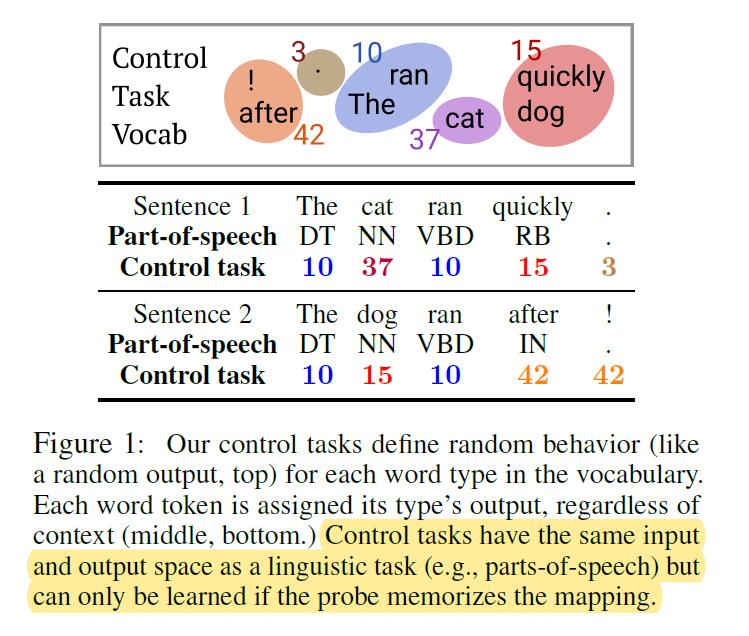 Control
Task
Vocab
! after 42
. 3
10 The ran
37 cat
15 quickly dog
Sentence 1 The cat ran quickly .
Part-of-speech DT NN VBD RB .
Control task 10 37 10 15 3
Sentence 2 The dog ran after !
Part-of-speech DT NN VBD IN .
Control task 10 15 10 42 42
Figure 1: Our control tasks define random behavior (like
a random output, top) for each word type in the vocabulary.
Each word token is assigned its type's output, regardless of
context (middle, bottom.) Control tasks have the same input
and output space as a linguistic task (e.g., parts-of-speech) but
can only be learned if the probe memorizes the mapping.